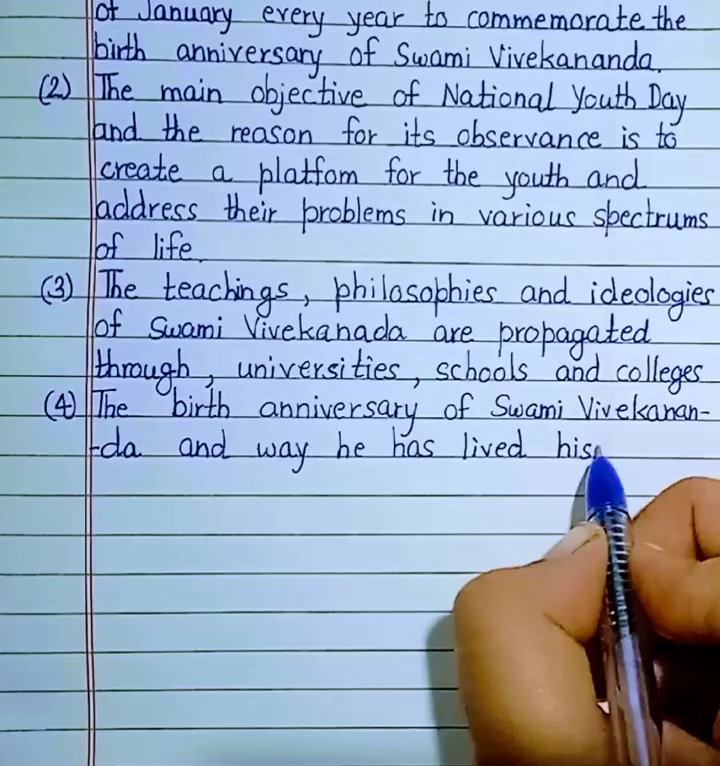 of January every year to commemorate the
birth anniversary of Swami Vivekananda.
(2) The main objective of National Youth Day
and the reason for its observance is to
create a platfom for the youth and
address their problems in various spectrums
of life.
(3) The teachings, philosophies and ideologies
of Swami Vivekanada are propagated
through, universities, schools and colleges
(4) The birth anniversary of Swami Vivekanan-
-da and way he has lived his